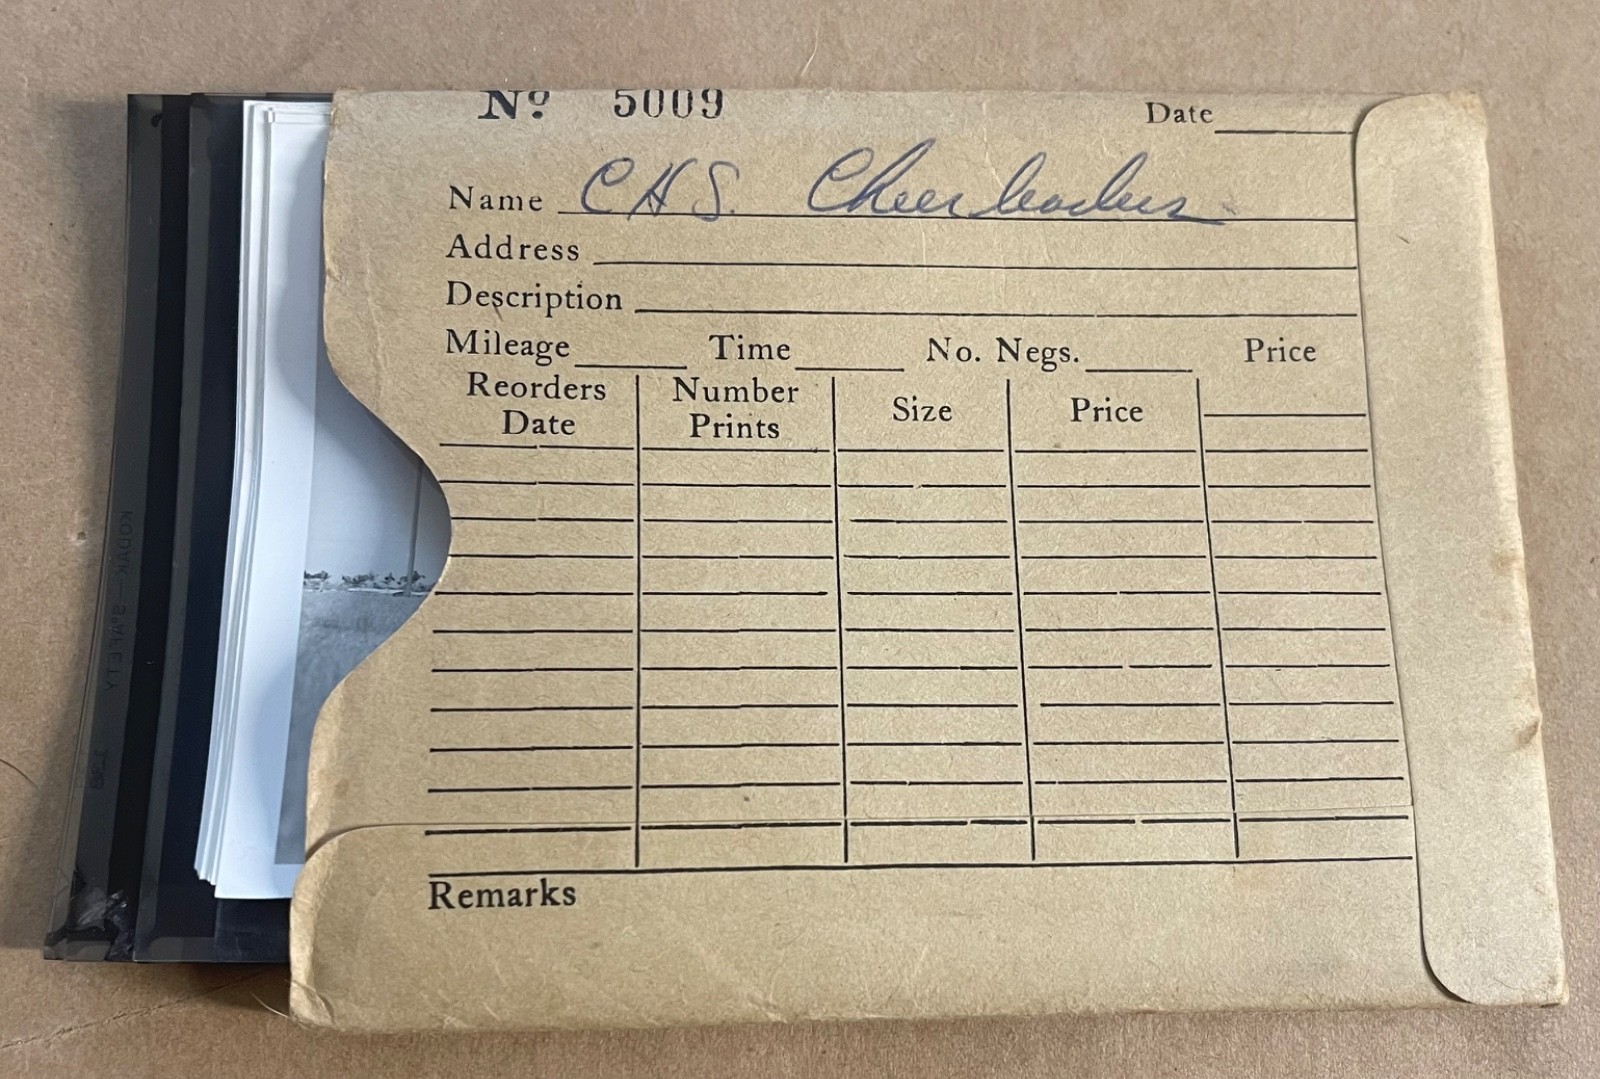 Nº 5009 Date
Name C H S. Cheerleaders
Address
Description
Mileage Time No. Negs. Price
Reorders Date Number Prints Size Price
Remarks
KODAK — SAFETY